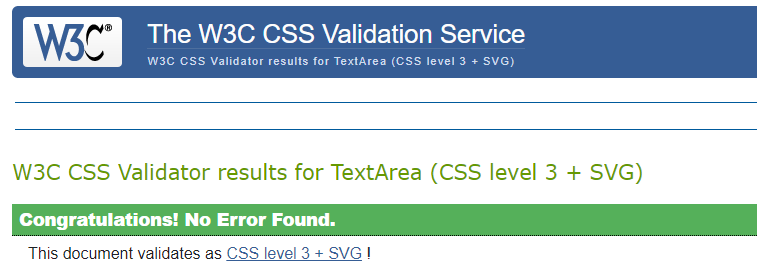 W3C® The W3C CSS Validation Service
W3C CSS Validator results for TextArea (CSS level 3 + SVG)
W3C CSS Validator results for TextArea (CSS level 3 + SVG)
Congratulations! No Error Found.
This document validates as CSS level 3 + SVG !